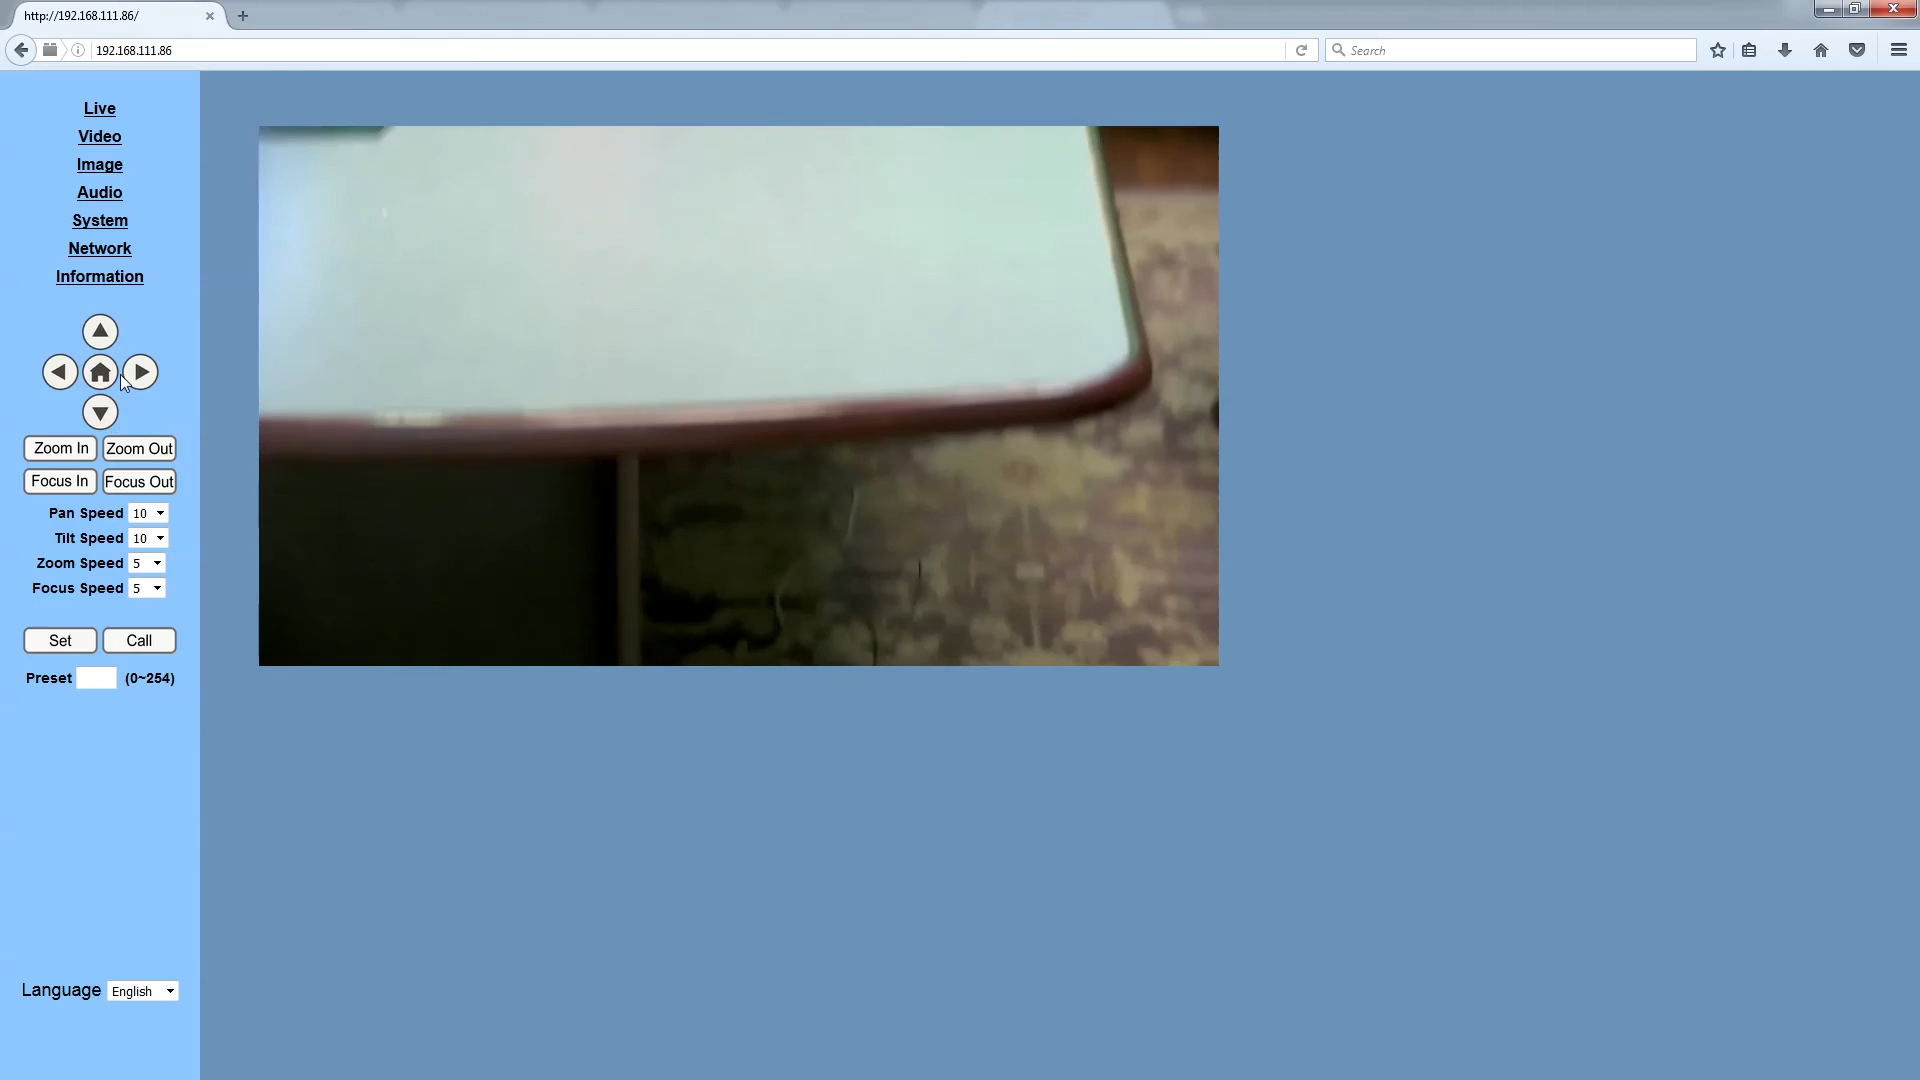 http://192.168.111.86/
192.168.111.86
Search
Live
Video
Image
Audio
System
Network
Information
Zoom In Zoom Out
Focus In Focus Out
Pan Speed 10
Tilt Speed 10
Zoom Speed 5
Focus Speed 5
Set Call
Preset (0~254)
Language English